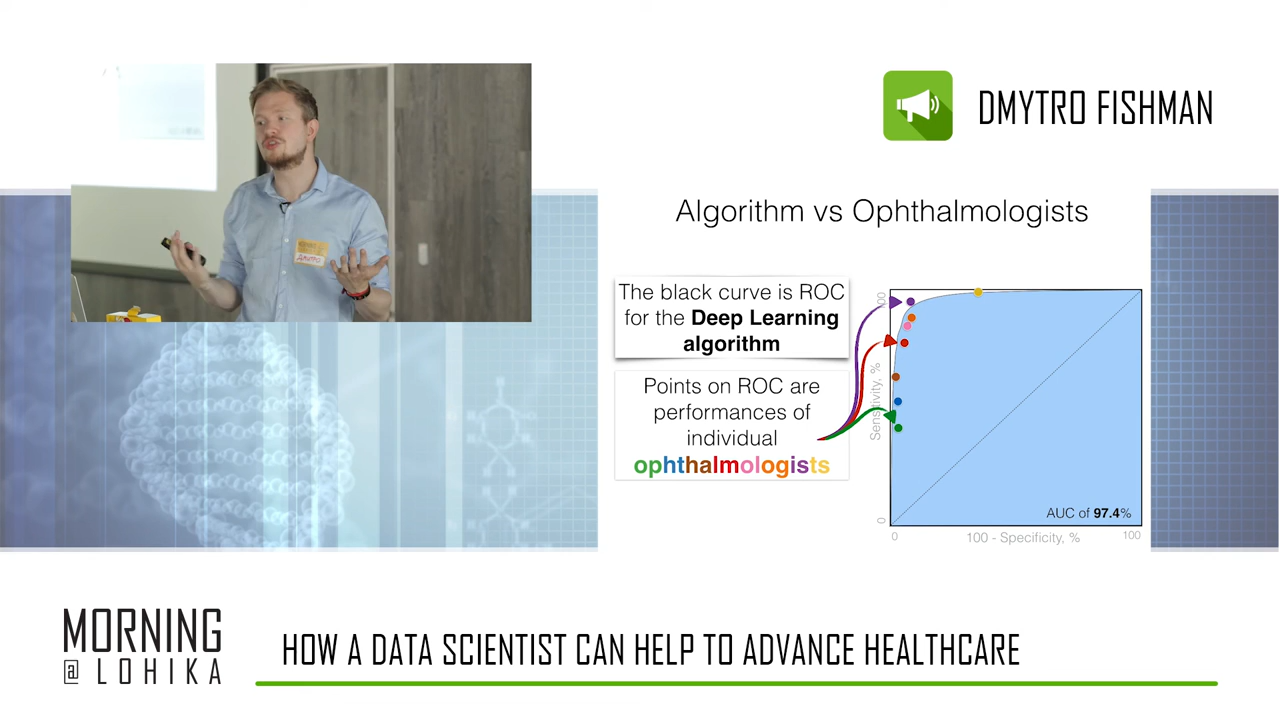 DMYTRO FISHMAN
Algorithm vs Ophthalmologists
The black curve is ROC
for the Deep Learning
algorithm
Points on ROC are
performances of
individual
ophthalmologists
Sensitivity, %
0
AUC of 97.4%
0
100 - Specificity, %
100
MORNING
@ LOHIKA
HOW A DATA SCIENTIST CAN HELP TO ADVANCE HEALTHCARE